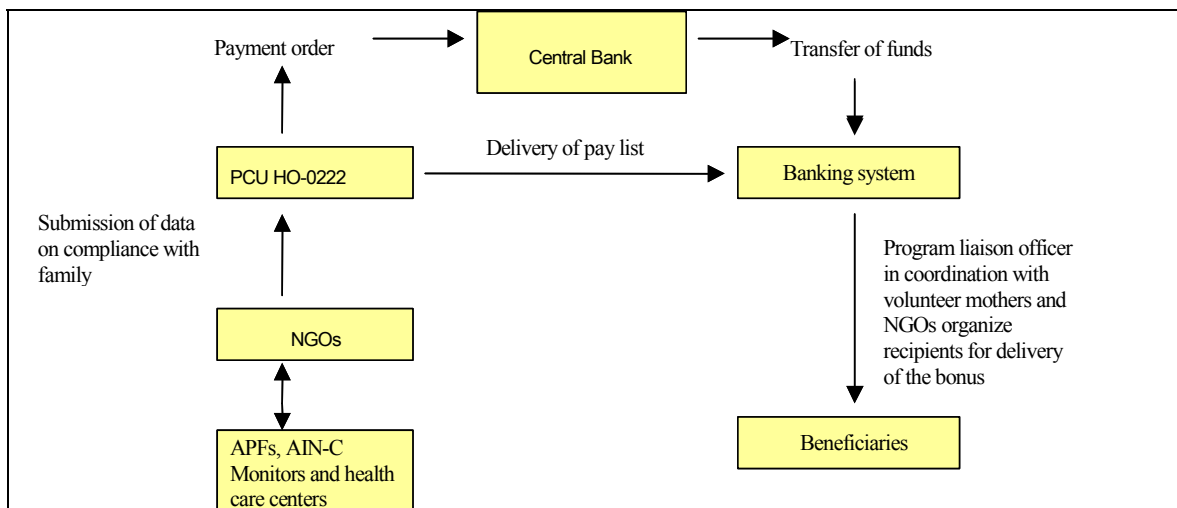 Payment order
Central Bank
Transfer of funds
PCU HO-0222
Delivery of pay list
Banking system
Submission of data
on compliance with
family
Program liaison officer
in coordination with
volunteer mothers and
NGOs organize
recipients for delivery
of the bonus
NGOs
APFs, AIN-C
Monitors and health
care centers
Beneficiaries